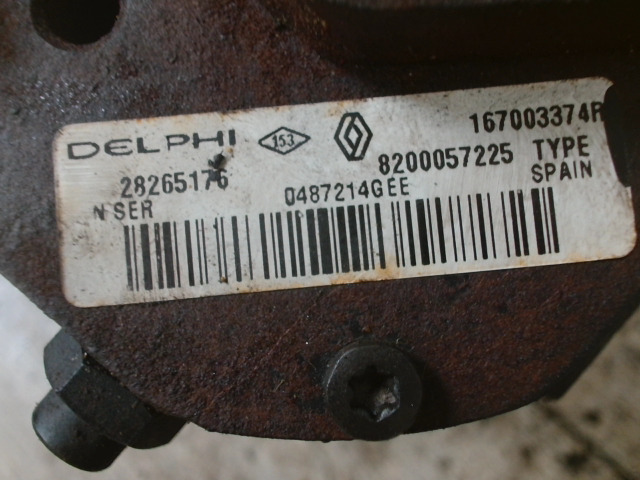 DELPHI 153 167003374R
28265176 8200057225 TYPE
N SER 0487214GEE SPAIN